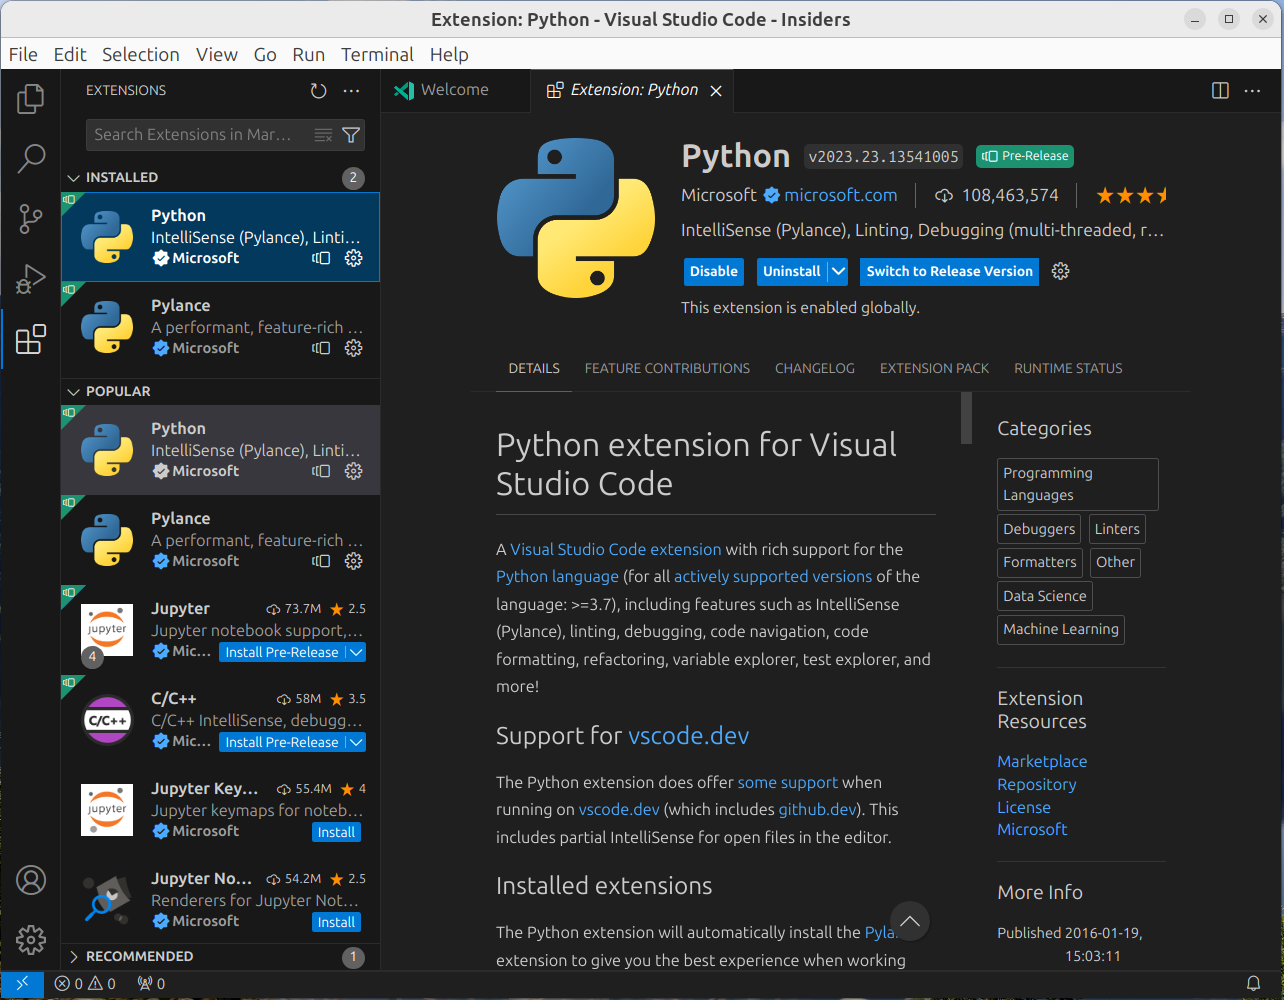 Extension: Python - Visual Studio Code - Insiders
File Edit Selection View Go Run Terminal Help
EXTENSIONS
Search Extensions in Mar...
INSTALLED 2
Python
IntelliSense (Pylance), Linti...
Microsoft
Pylance
A performant, feature-rich ...
Microsoft
POPULAR
Python
IntelliSense (Pylance), Linti...
Microsoft
Pylance
A performant, feature-rich ...
Microsoft
Jupyter 73.7M 2.5
Jupyter notebook support,...
Mic... Install Pre-Release
jupyter
4
C/C++ 58M 3.5
C/C++ IntelliSense, debugg...
Mic... Install Pre-Release
C/C++
Jupyter Key... 55.4M 4
Jupyter keymaps for noteb...
Microsoft Install
jupyter
Jupyter No... 54.2M 2.5
Renderers for Jupyter Not...
Microsoft Install
RECOMMENDED 1
Welcome
Extension: Python
Python v2023.23.13541005 Pre-Release
Microsoft microsoft.com 108,463,574
IntelliSense (Pylance), Linting, Debugging (multi-threaded, r...
Disable Uninstall Switch to Release Version
This extension is enabled globally.
DETAILS FEATURE CONTRIBUTIONS CHANGELOG EXTENSION PACK RUNTIME STATUS
Python extension for Visual
Studio Code
A Visual Studio Code extension with rich support for the
Python language (for all actively supported versions of the
language: >=3.7), including features such as IntelliSense
(Pylance), linting, debugging, code navigation, code
formatting, refactoring, variable explorer, test explorer, and
more!
Support for vscode.dev
The Python extension does offer some support when
running on vscode.dev (which includes github.dev). This
includes partial IntelliSense for open files in the editor.
Installed extensions
The Python extension will automatically install the Pyla
extension to give you the best experience when working
Categories
Programming
Languages
Debuggers Linters
Formatters Other
Data Science
Machine Learning
Extension
Resources
Marketplace
Repository
License
Microsoft
More Info
Published 2016-01-19,
15:03:11
0 0 0